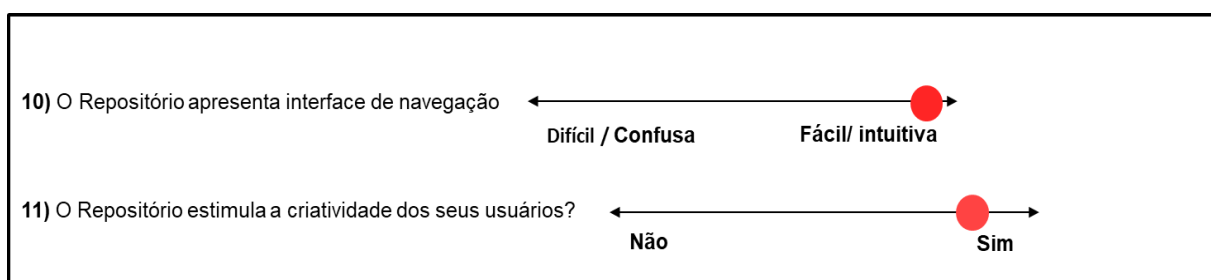 10) O Repositório apresenta interface de navegação
Difícil / Confusa Fácil/ intuitiva
11) O Repositório estimula a criatividade dos seus usuários?
Não Sim